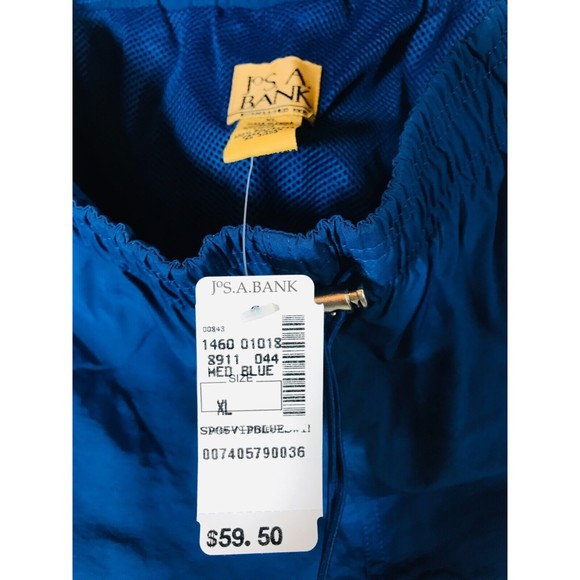 JOS. A.
BANK
JOS.A.BANK
00843
1460 01018
8911 044
MED BLUE
SIZE
XL
007405790036
$59.50